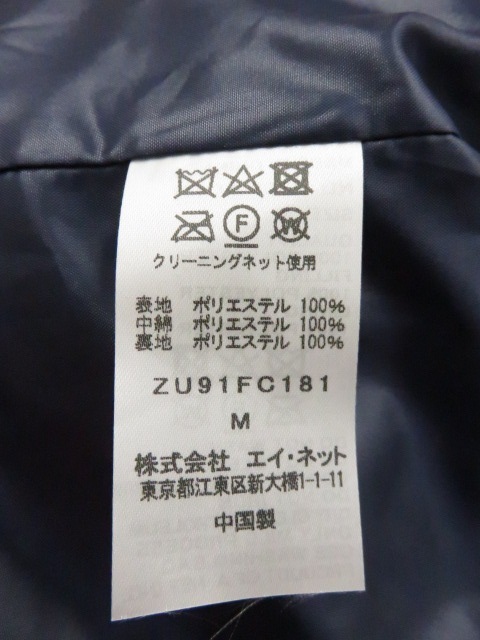 F W
クリーニングネット使用
表地 ポリエステル 100%
中綿 ポリエステル 100%
裏地 ポリエステル 100%
ZU91FC181
M
株式会社 エイ・ネット
東京都江東区新大橋1-1-11
中国製